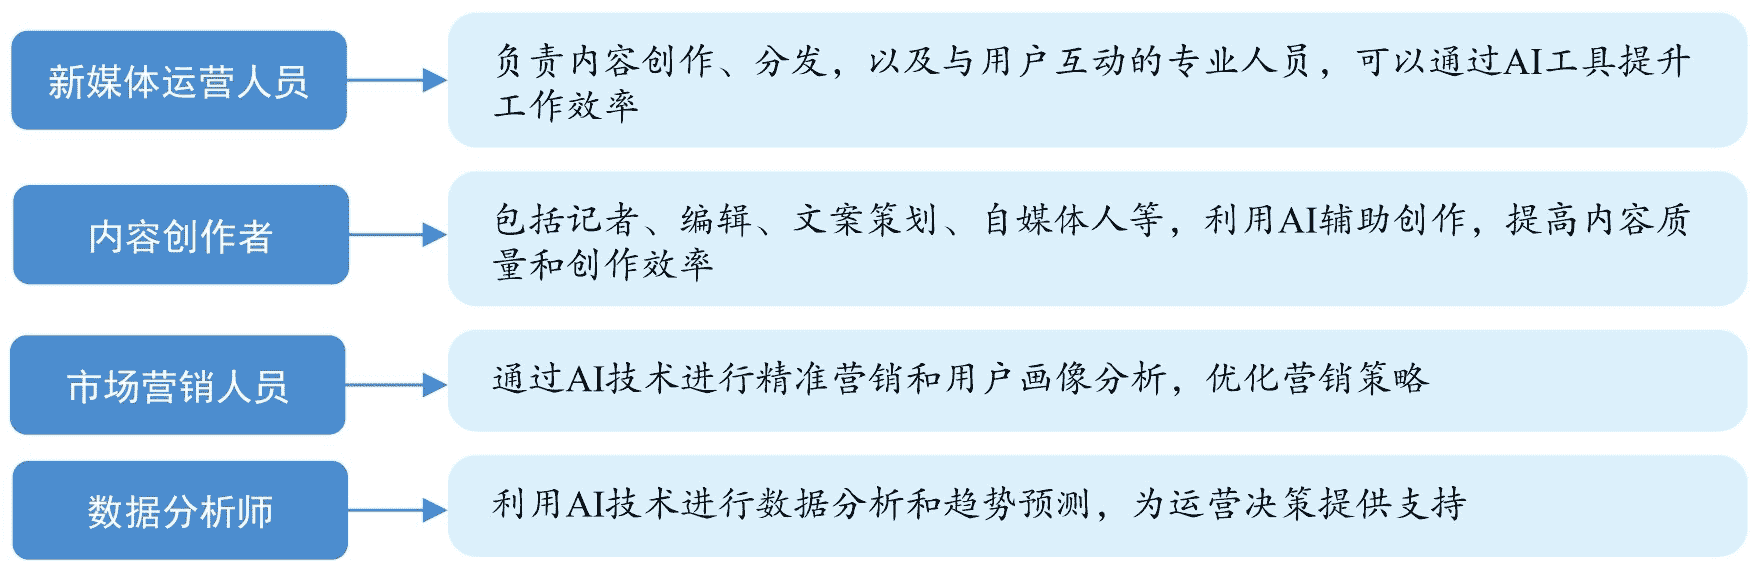 新媒体运营人员
负责内容创作、分发，以及与用户互动的专业人员，可以通过AI工具提升
工作效率
内容创作者
包括记者、编辑、文案策划、自媒体人等，利用AI辅助创作，提高内容质
量和创作效率
市场营销人员
通过AI技术进行精准营销和用户画像分析，优化营销策略
数据分析师
利用AI技术进行数据分析和趋势预测，为运营决策提供支持